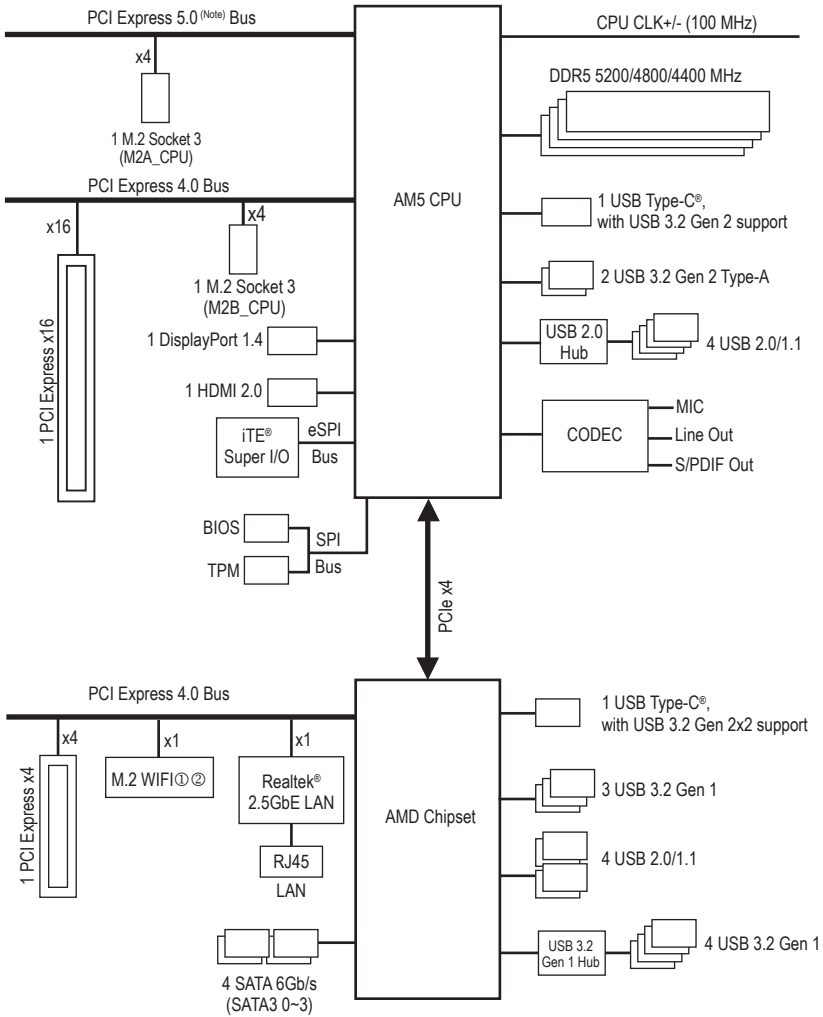 PCI Express 5.0 (Note) Bus
CPU CLK+/- (100 MHz)
x4
DDR5 5200/4800/4400 MHz
1 M.2 Socket 3
(M2A_CPU)
PCI Express 4.0 Bus
AM5 CPU
x16
x4
1 USB Type-C®,
with USB 3.2 Gen 2 support
1 M.2 Socket 3
(M2B_CPU)
2 USB 3.2 Gen 2 Type-A
1 PCI Express x16
1 DisplayPort 1.4
USB 2.0
Hub
4 USB 2.0/1.1
1 HDMI 2.0
iTE®
Super I/O
eSPI
Bus
CODEC
MIC
Line Out
S/PDIF Out
BIOS
TPM
SPI
Bus
PCIe x4
PCI Express 4.0 Bus
1 USB Type-C®,
with USB 3.2 Gen 2x2 support
x4
x1
x1
1 PCI Express x4
M.2 WIFI①②
Realtek®
2.5GbE LAN
AMD Chipset
3 USB 3.2 Gen 1
RJ45
LAN
4 USB 2.0/1.1
4 SATA 6Gb/s
(SATA3 0~3)
USB 3.2
Gen 1 Hub
4 USB 3.2 Gen 1